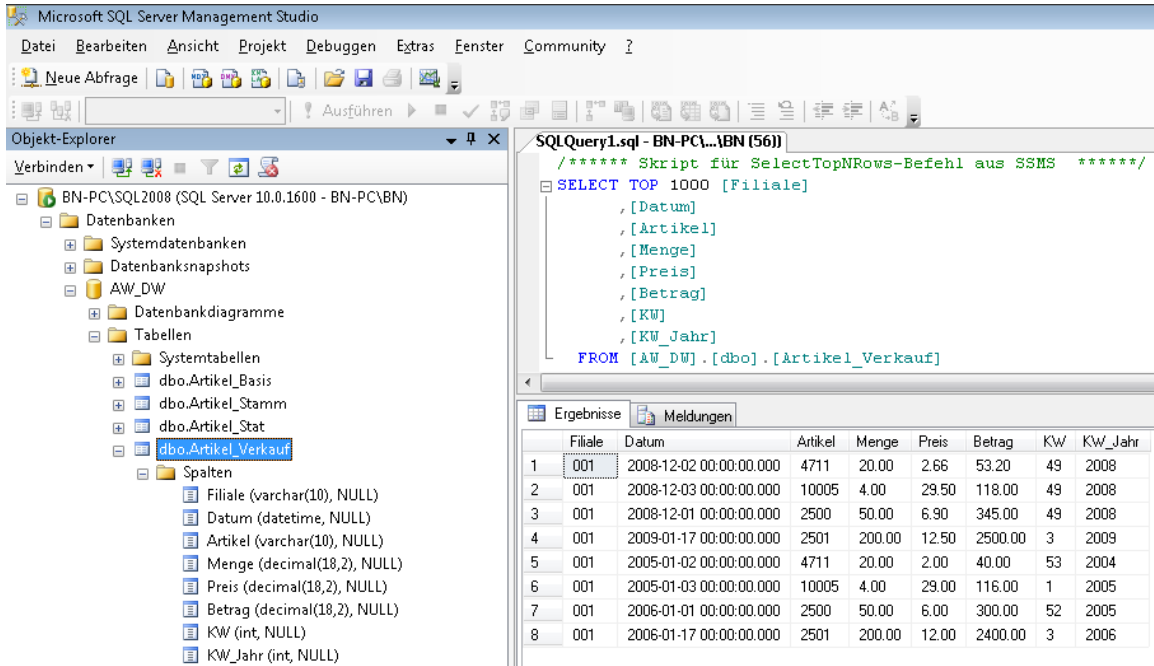 Microsoft SQL Server Management Studio
Datei Bearbeiten Ansicht Projekt Debuggen Extras Fenster Community ?
Neue Abfrage
Ausführen
Objekt-Explorer
Verbinden
BN-PC\SQL2008 (SQL Server 10.0.1600 - BN-PC\BN)
Datenbanken
Systemdatenbanken
Datenbanksnapshots
AW_DW
Datenbankdiagramme
Tabellen
Systemtabellen
dbo.Artikel_Basis
dbo.Artikel_Stamm
dbo.Artikel_Stat
dbo.Artikel_Verkauf
Spalten
Filiale (varchar(10), NULL)
Datum (datetime, NULL)
Artikel (varchar(10), NULL)
Menge (decimal(18,2), NULL)
Preis (decimal(18,2), NULL)
Betrag (decimal(18,2), NULL)
KW (int, NULL)
KW_Jahr (int, NULL)
SQLQuery1.sql - BN-PC\...\BN (56))
/****** Skript für SelectTopNRows-Befehl aus SSMS ******/
SELECT TOP 1000 [Filiale]
,[Datum]
,[Artikel]
,[Menge]
,[Preis]
,[Betrag]
,[KW]
,[KW_Jahr]
FROM [AW_DW].[dbo].[Artikel_Verkauf]
Ergebnisse Meldungen
Filiale Datum Artikel Menge Preis Betrag KW KW_Jahr
1 001 2008-12-02 00:00:00.000 4711 20.00 2.66 53.20 49 2008
2 001 2008-12-03 00:00:00.000 10005 4.00 29.50 118.00 49 2008
3 001 2008-12-01 00:00:00.000 2500 50.00 6.90 345.00 49 2008
4 001 2009-01-17 00:00:00.000 2501 200.00 12.50 2500.00 3 2009
5 001 2005-01-02 00:00:00.000 4711 20.00 2.00 40.00 53 2004
6 001 2005-01-03 00:00:00.000 10005 4.00 29.00 116.00 1 2005
7 001 2006-01-01 00:00:00.000 2500 50.00 6.00 300.00 52 2005
8 001 2006-01-17 00:00:00.000 2501 200.00 12.00 2400.00 3 2006